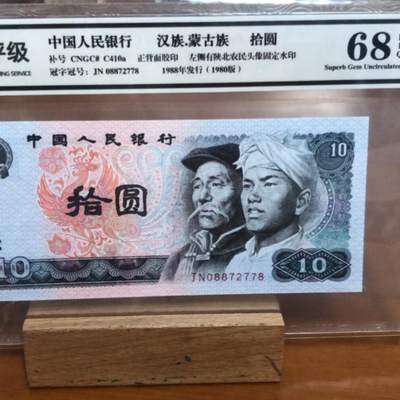 评级
中国人民银行 汉族.蒙古族 拾圆
补号 CNGC# C410a 正背面胶印 左侧有陕北农民头像固定水印
冠字冠号: JN 08872778 1988年发行 (1980版)
68
Superb Gem Uncirculated
SERVICE
中国人民银行
10
拾圆
JN08872778
10
10